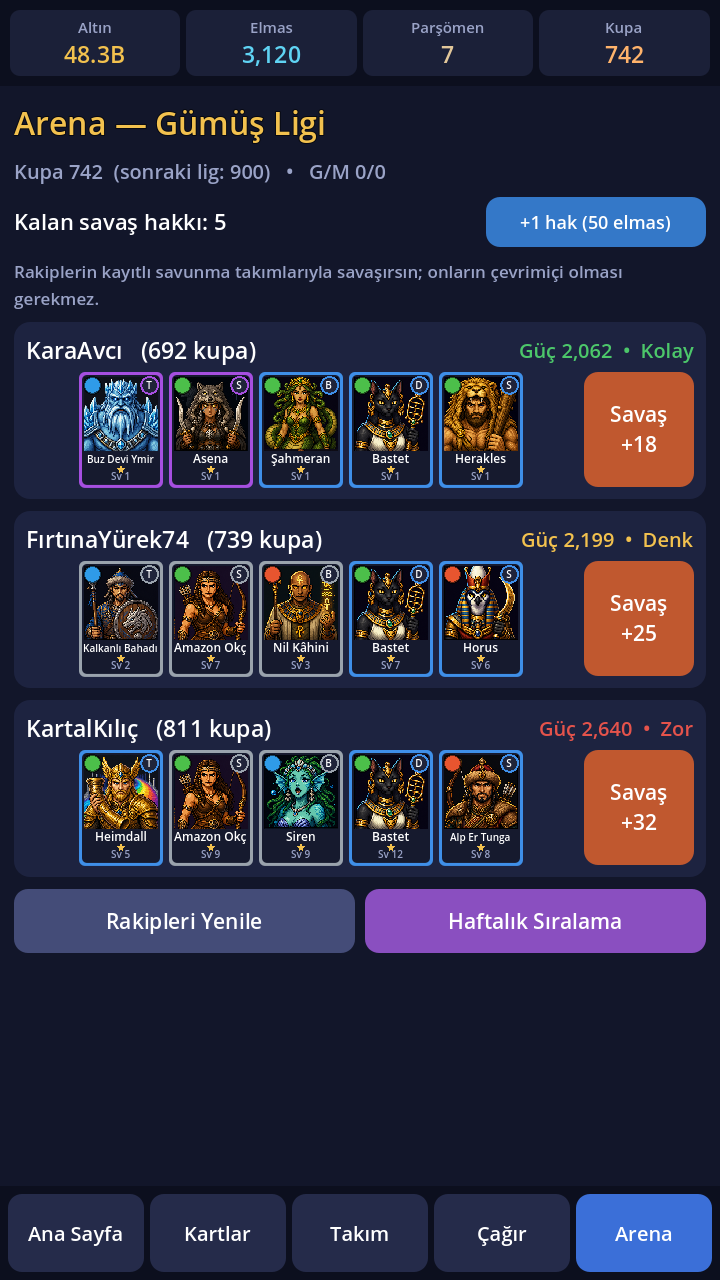 Altın Elmas Parşömen Kupa
48.3B 3,120 7 742
Arena — Gümüş Ligi
Kupa 742 (sonraki lig: 900) • G/M 0/0
Kalan savaş hakkı: 5
+1 hak (50 elmas)
Rakiplerin kayıtlı savunma takımlarıyla savaşırsın; onların çevrimiçi olması
gerekmez.
KaraAvcı (692 kupa) Güç 2,062 • Kolay
T S B D S
Buz Devi Ymir Asena Şahmeran Bastet Herakles
Sv 1 Sv 1 Sv 1 Sv 1 Sv 1
Savaş
+18
FırtınaYürek74 (739 kupa) Güç 2,199 • Denk
T S B D S
Kalkanlı Bahadı Amazon Okç Nil Kâhini Bastet Horus
Sv 2 Sv 7 Sv 3 Sv 7 Sv 6
Savaş
+25
KartalKılıç (811 kupa) Güç 2,640 • Zor
T S B D S
Heimdall Amazon Okç Siren Bastet Alp Er Tunga
Sv 5 Sv 9 Sv 9 Sv 12 Sv 8
Savaş
+32
Rakipleri Yenile Haftalık Sıralama
Ana Sayfa Kartlar Takım Çağır Arena